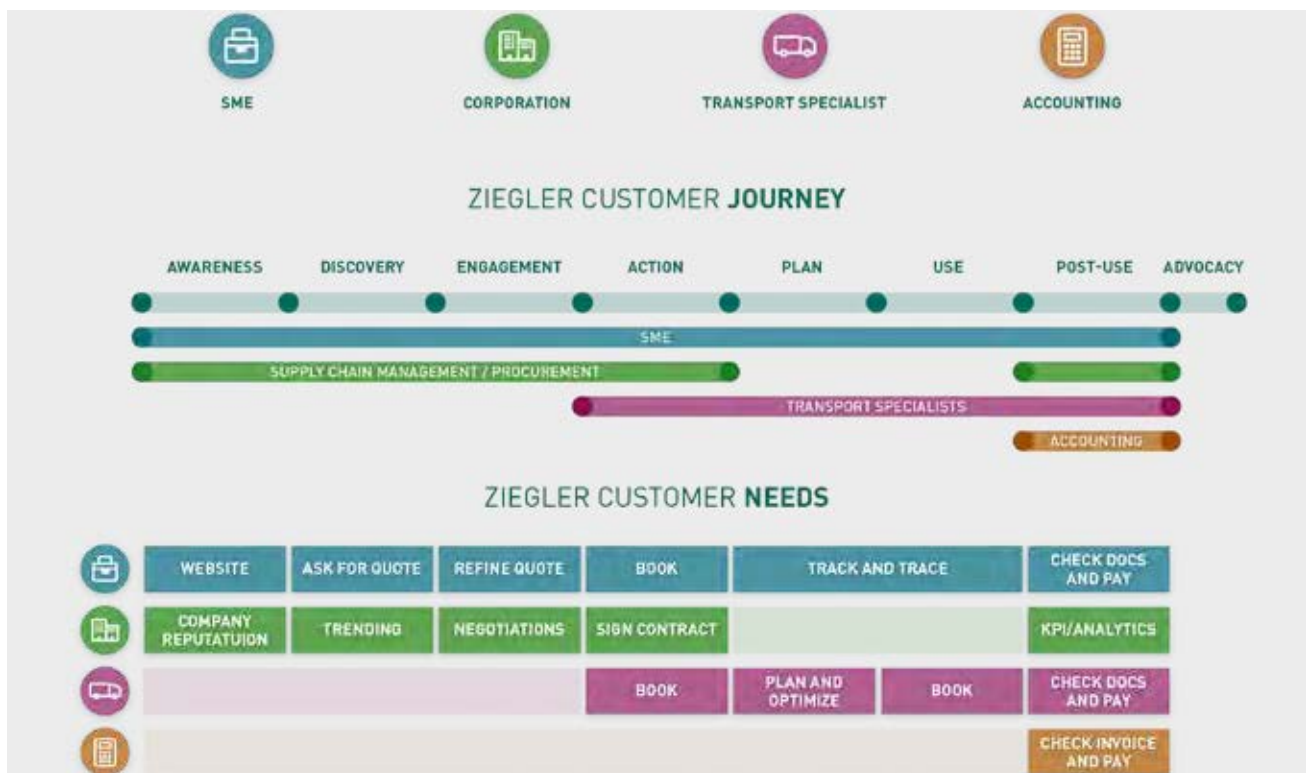 SME
CORPORATION
TRANSPORT SPECIALIST
ACCOUNTING
ZIEGLER CUSTOMER JOURNEY
AWARENESS
DISCOVERY
ENGAGEMENT
ACTION
PLAN
USE
POST-USE
ADVOCACY
SME
SUPPLY CHAIN MANAGEMENT / PROCUREMENT
TRANSPORT SPECIALISTS
ACCOUNTING
ZIEGLER CUSTOMER NEEDS
WEBSITE
ASK FOR QUOTE
REFINE QUOTE
BOOK
TRACK AND TRACE
CHECK DOCS
AND PAY
COMPANY
REPUTATUION
TRENDING
NEGOTIATIONS
SIGN CONTRACT
KPI/ANALYTICS
BOOK
PLAN AND
OPTIMIZE
BOOK
CHECK DOCS
AND PAY
CHECK INVOICE
AND PAY